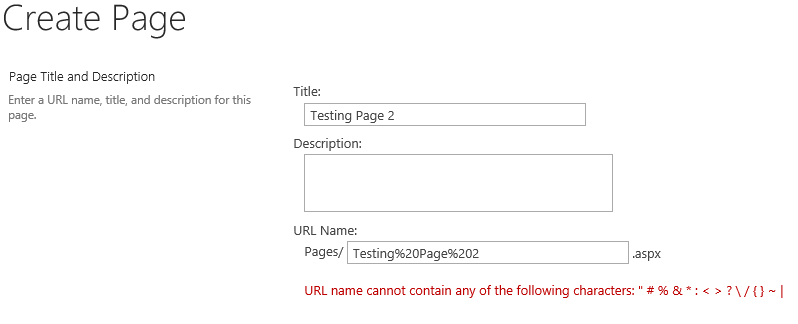 Create Page
Page Title and Description
Enter a URL name, title, and description for this
page.
Title:
Testing Page 2
Description:
URL Name:
Pages/ Testing%20Page%202 .aspx
URL name cannot contain any of the following characters: " # % & * : < > ? \ / { } ~ |